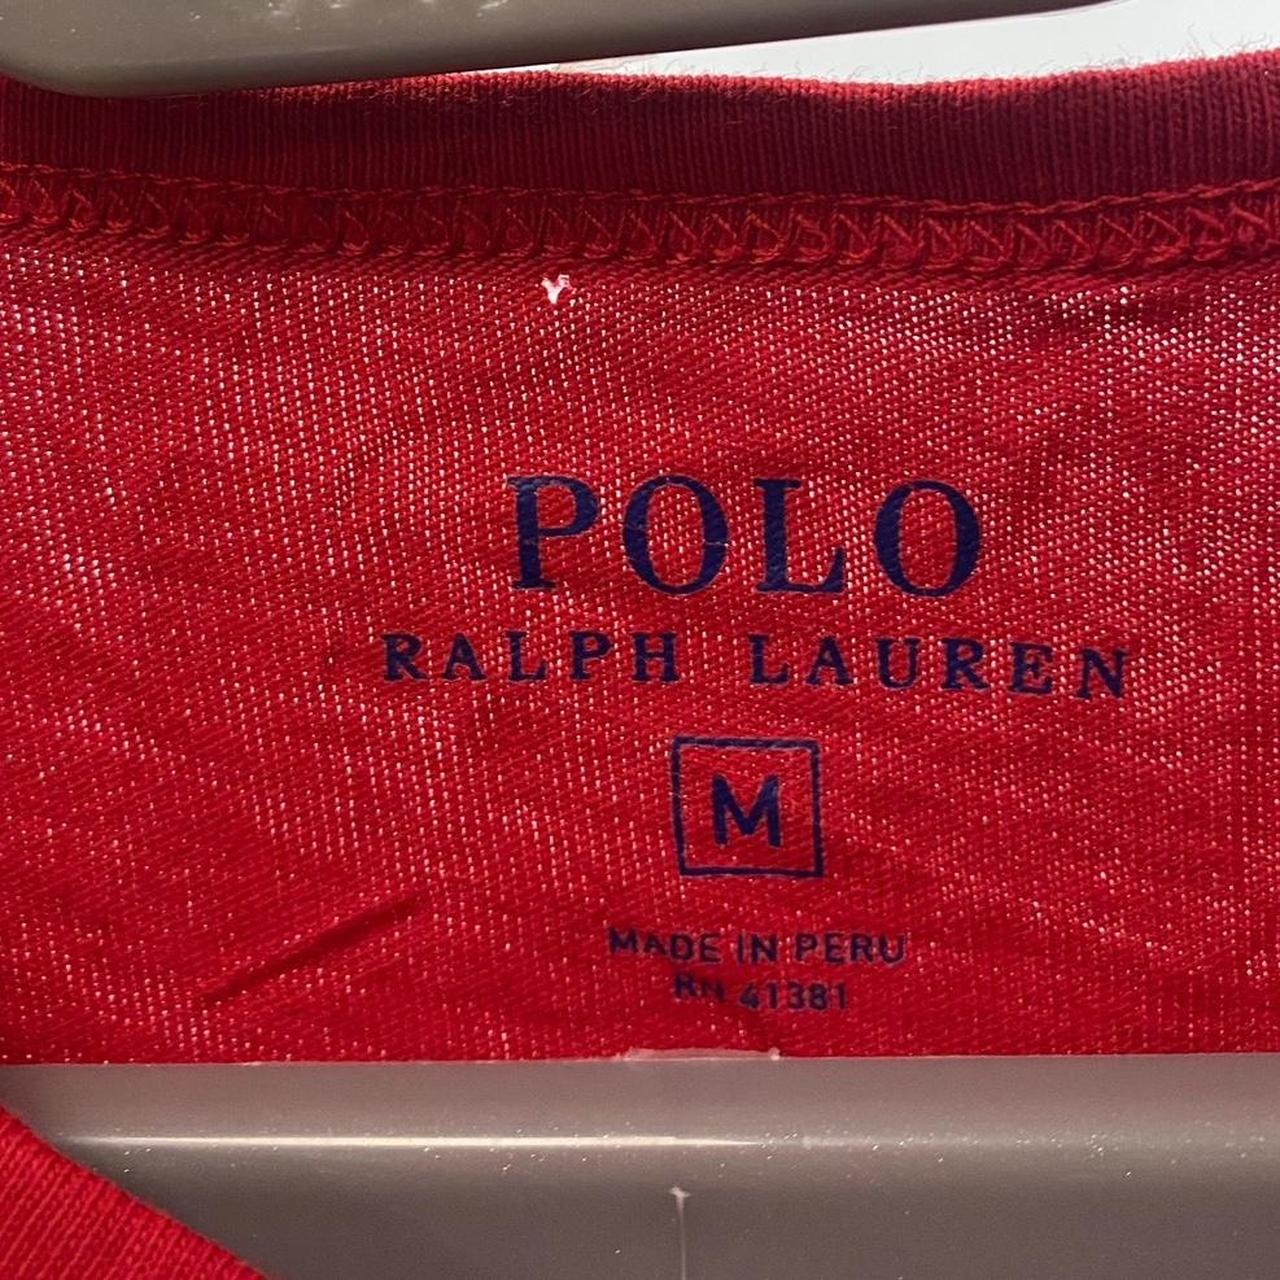 POLO
RALPH LAUREN
M
MADE IN PERU
RN 41381